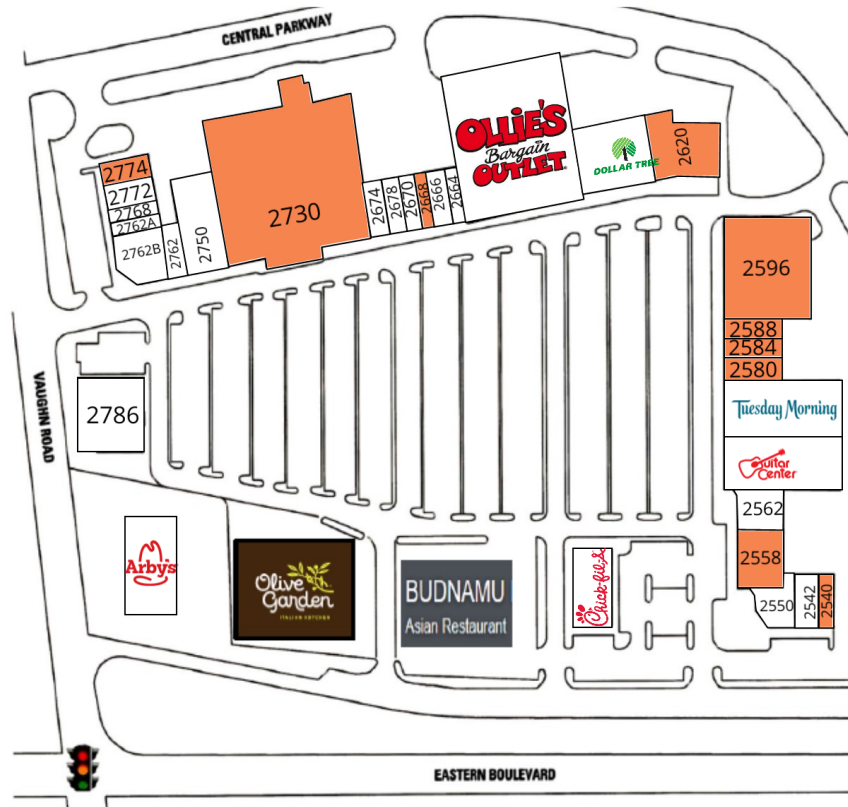 CENTRAL PARKWAY
OLLIE'S
Bargain
OUTLET
DOLLAR TREE
2620
2774
2772
2768
2762A
2762B
2762
2750
2730
2674
2678
2670
2668
2666
2664
2596
2588
2584
2580
Tuesday Morning
Guitar
Center
2562
2558
2550
2542
2540
VAUGHN ROAD
2786
Arby's
Olive
Garden
ITALIAN KITCHEN
BUDNAMU
Asian Restaurant
Chick-fil-A
EASTERN BOULEVARD